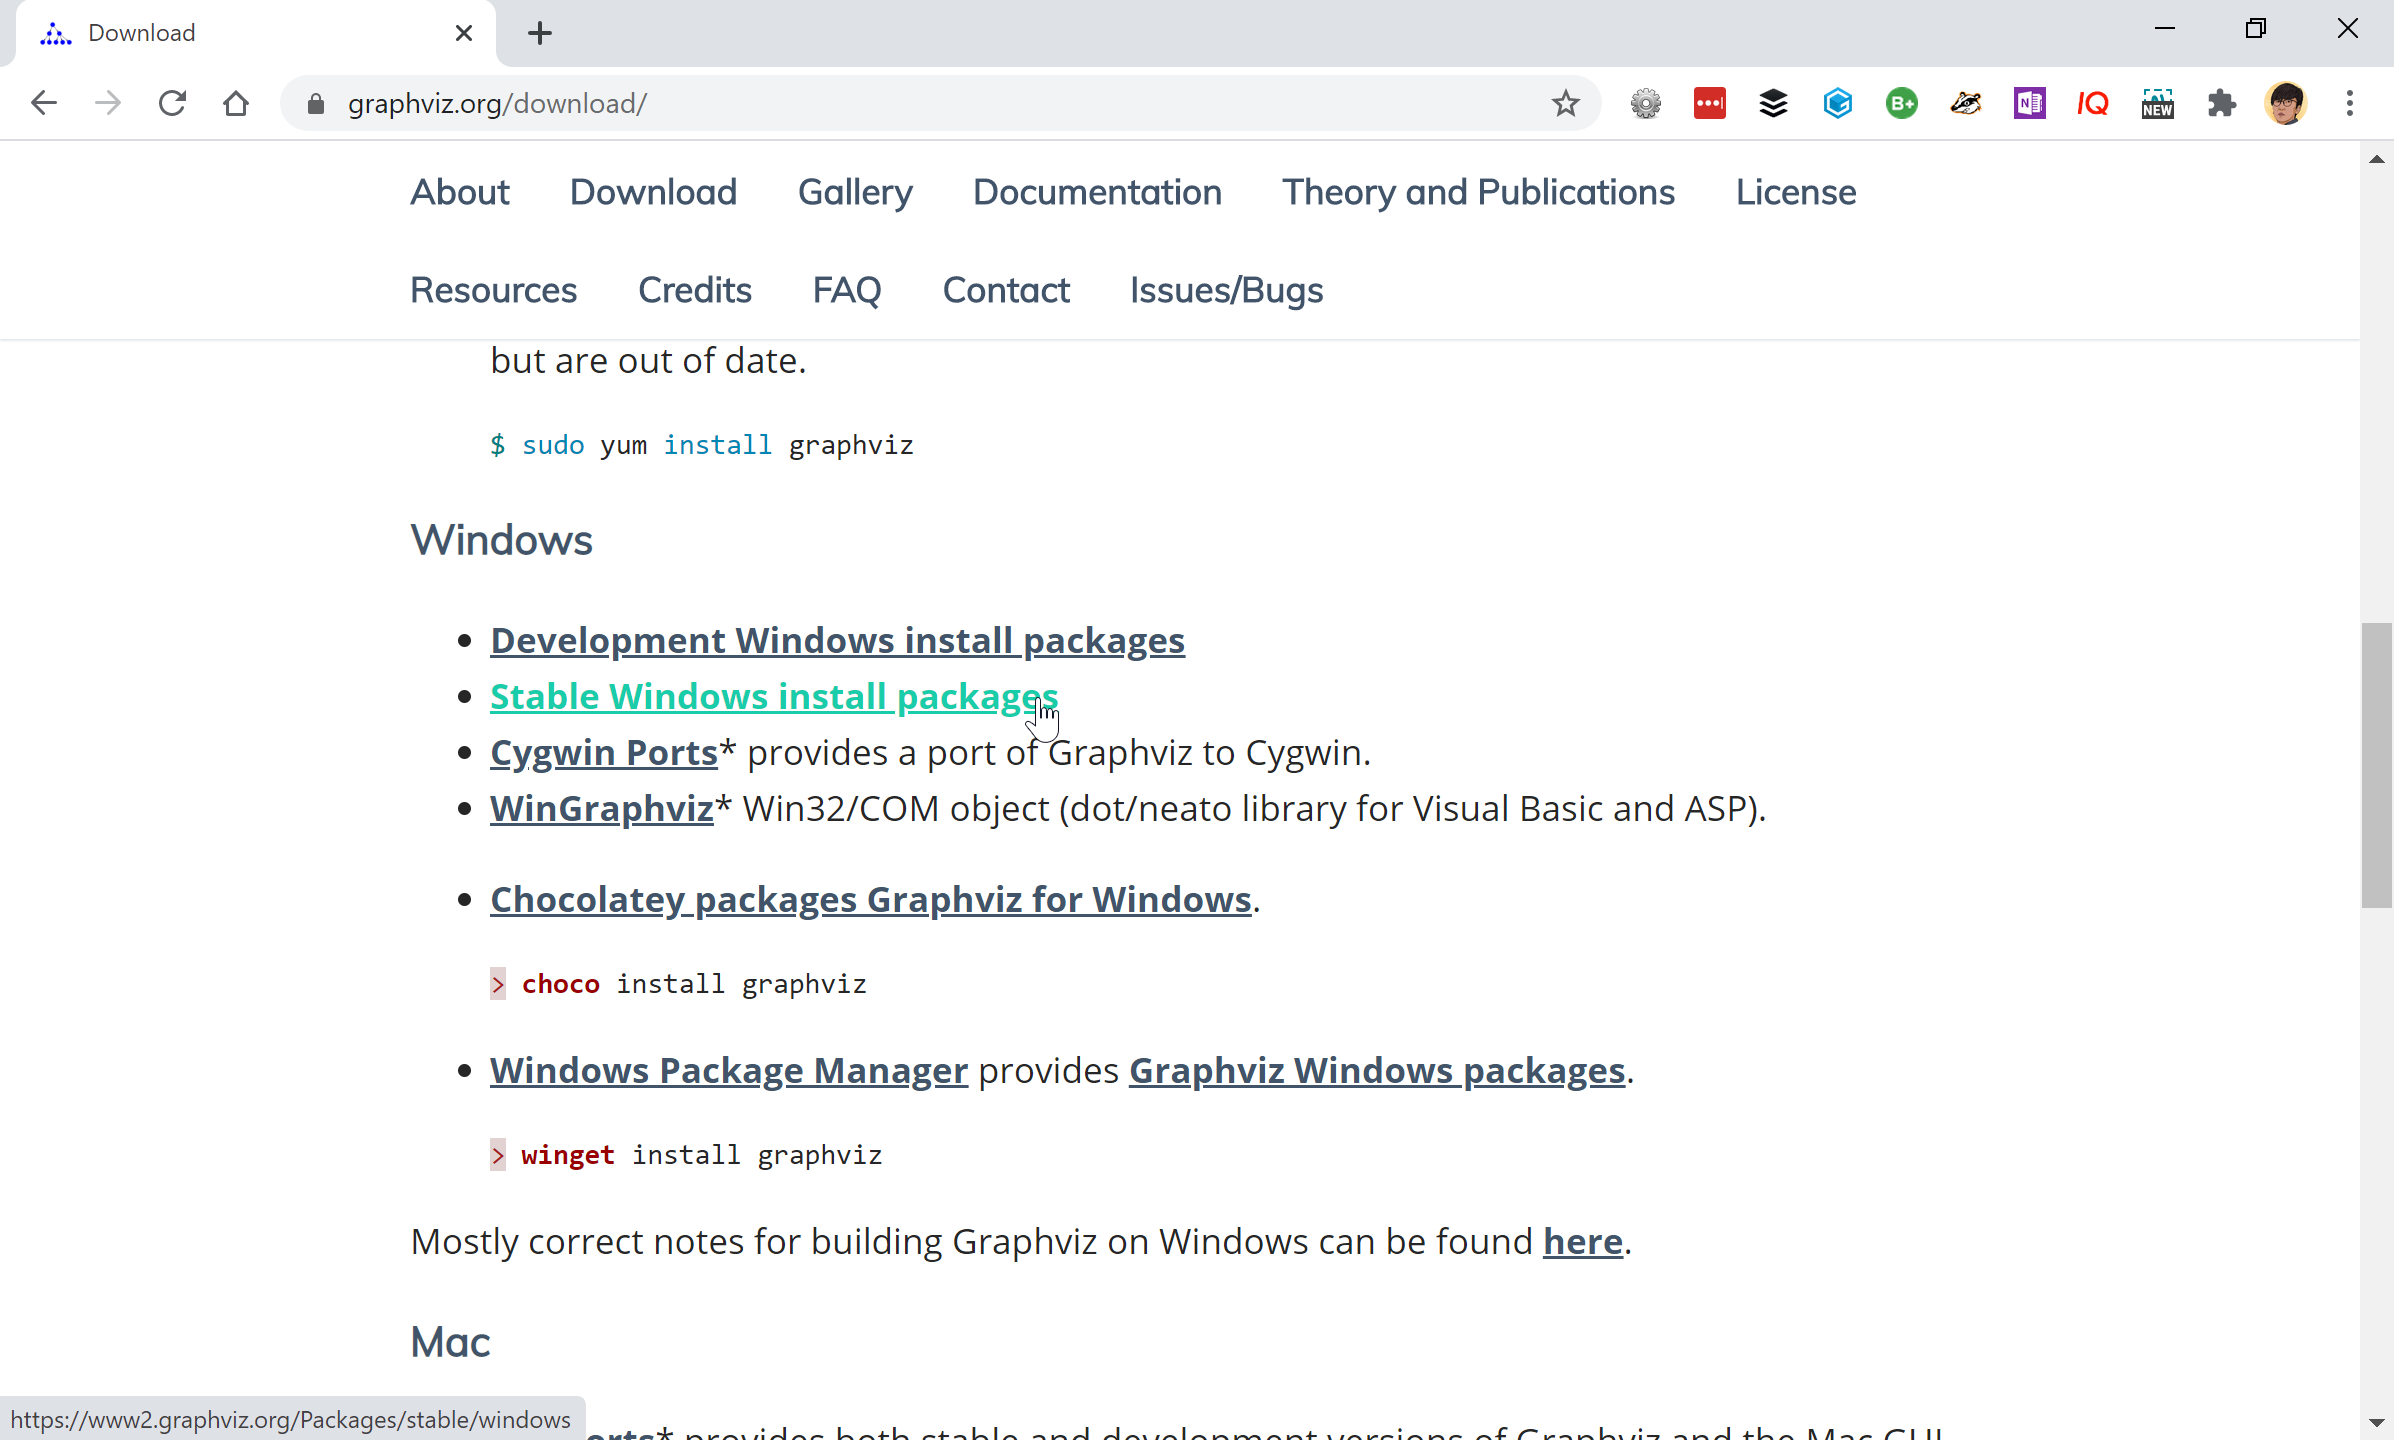 Download
graphviz.org/download/
B+
N
IQ
NEW
About Download Gallery Documentation Theory and Publications License
Resources Credits FAQ Contact Issues/Bugs
but are out of date.
$ sudo yum install graphviz
Windows
Development Windows install packages
Stable Windows install packages
Cygwin Ports* provides a port of Graphviz to Cygwin.
WinGraphviz* Win32/COM object (dot/neato library for Visual Basic and ASP).
Chocolatey packages Graphviz for Windows.
> choco install graphviz
Windows Package Manager provides Graphviz Windows packages.
> winget install graphviz
Mostly correct notes for building Graphviz on Windows can be found here.
Mac
https://www2.graphviz.org/Packages/stable/windows
orts* provides both stable and development versions of Graphviz and the Mac GUI